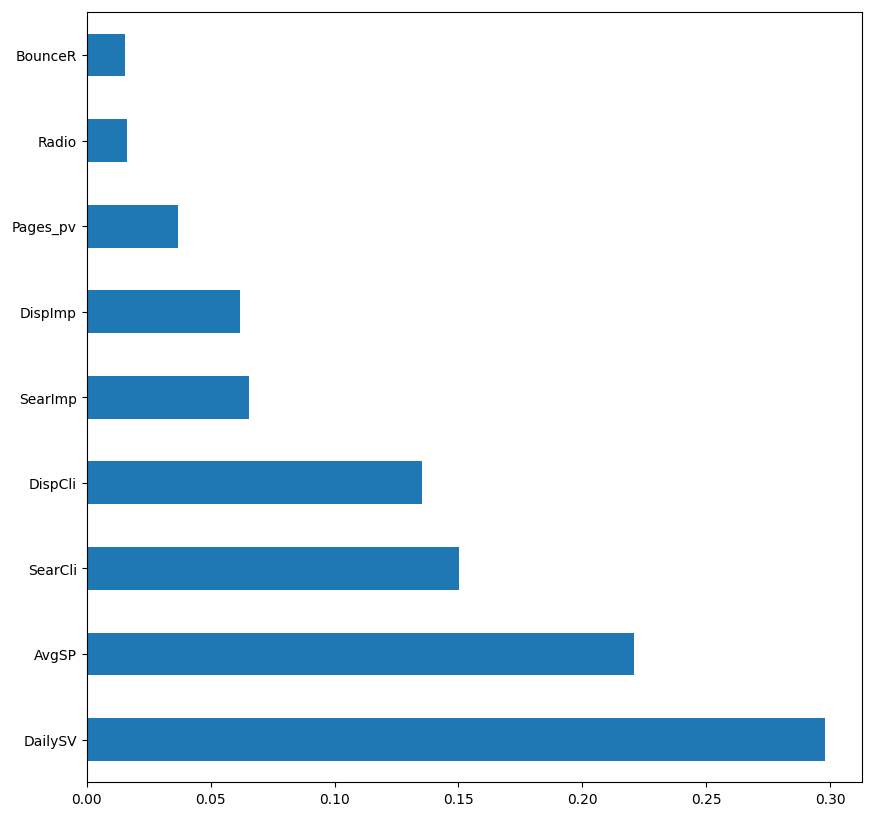 BounceR
Radio
Pages_pv
DispImp
SearImp
DispCli
SearCli
AvgSP
DailySV
0.00 0.05 0.10 0.15 0.20 0.25 0.30